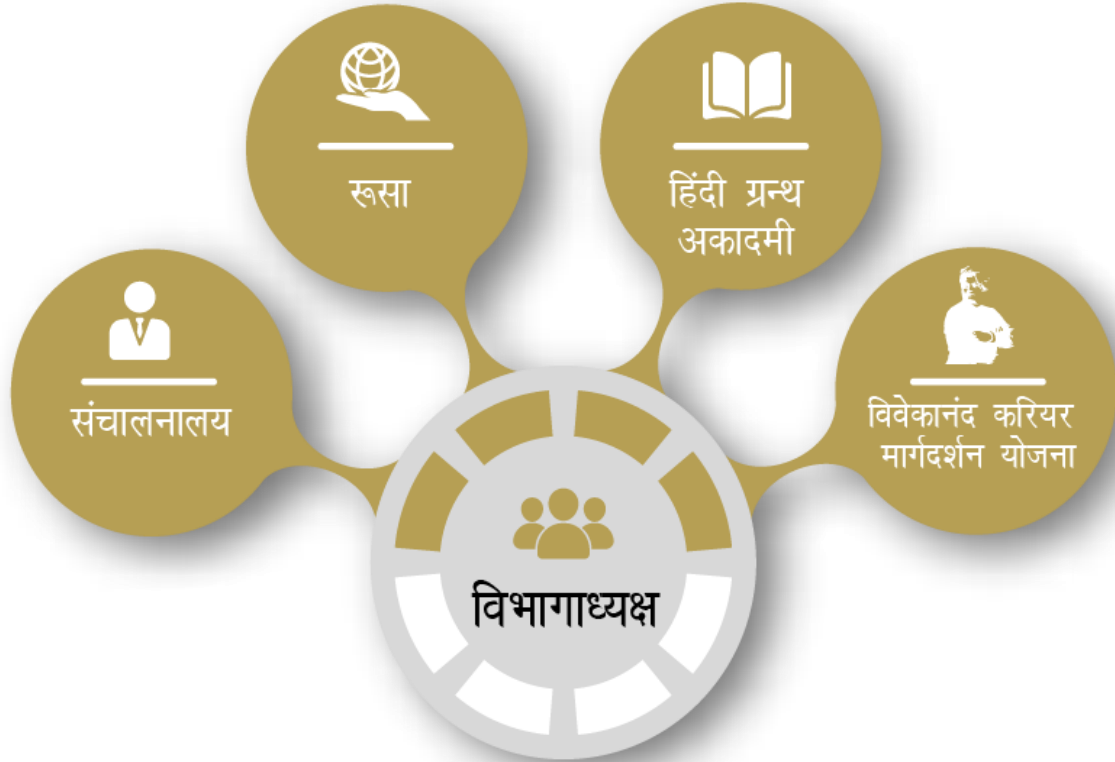 रूसा
हिंदी ग्रन्थ
अकादमी
संचालनालय
विवेकानंद करियर
मार्गदर्शन योजना
विभागाध्यक्ष